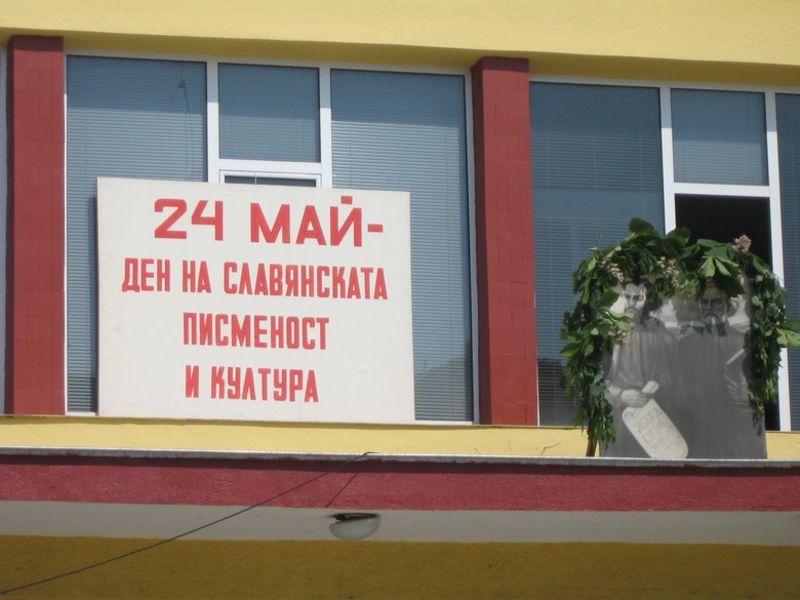 24 МАЙ-
ДЕН НА СЛАВЯНСКАТА
ПИСМЕНОСТ
И КУЛТУРА